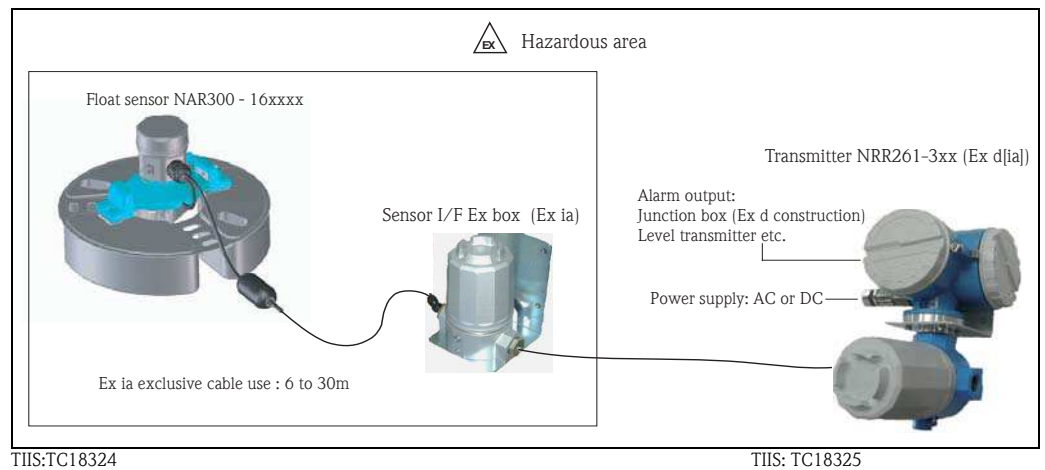 EX Hazardous area
Float sensor NAR300 - 16xxxx
Transmitter NRR261-3xx (Ex d[ia])
Alarm output:
Junction box (Ex d construction)
Level transmitter etc.
Sensor I/F Ex box (Ex ia)
Power supply: AC or DC
Ex ia exclusive cable use : 6 to 30m
TIIS:TC18324
TIIS: TC18325